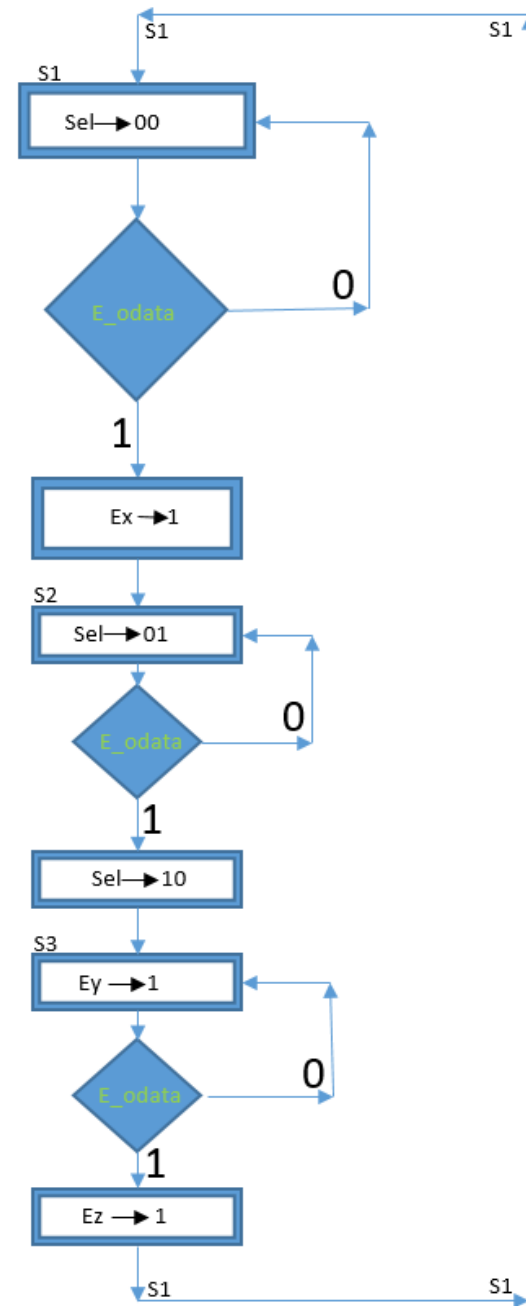 S1 S1
S1
Sel→00
E_odata
0
1
Ex→1
S2
Sel→01
E_odata
0
1
Sel→10
S3
Ey→1
E_odata
0
1
Ez→1
S1 S1